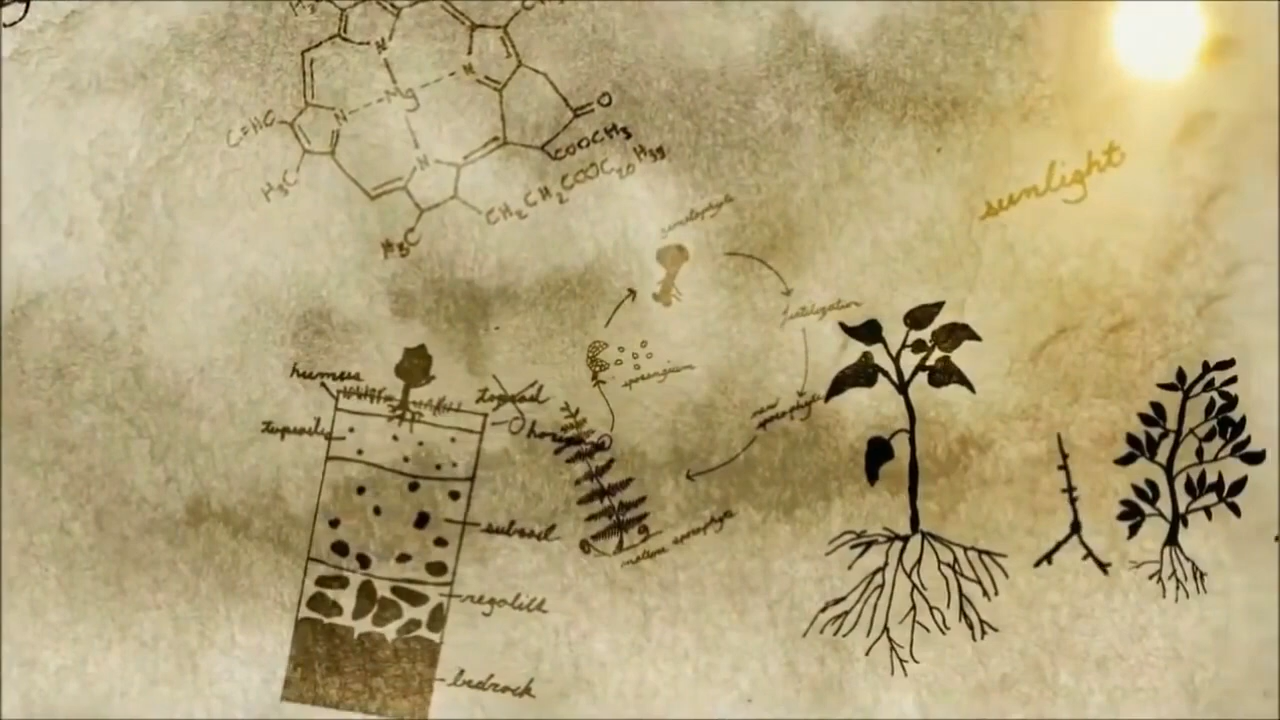 H₃C
CH
N
N
Mg
N
N
O
C=HC
COOCH₃
H₃C
CH₂CH₂COOC₂₀H₃₉
H₃C
sunlight
gametophyte
fertilization
sporangium
humus
topsoil
topsoil
O horizon
new sporophyte
subsoil
mature sporophyte
regolith
bedrock